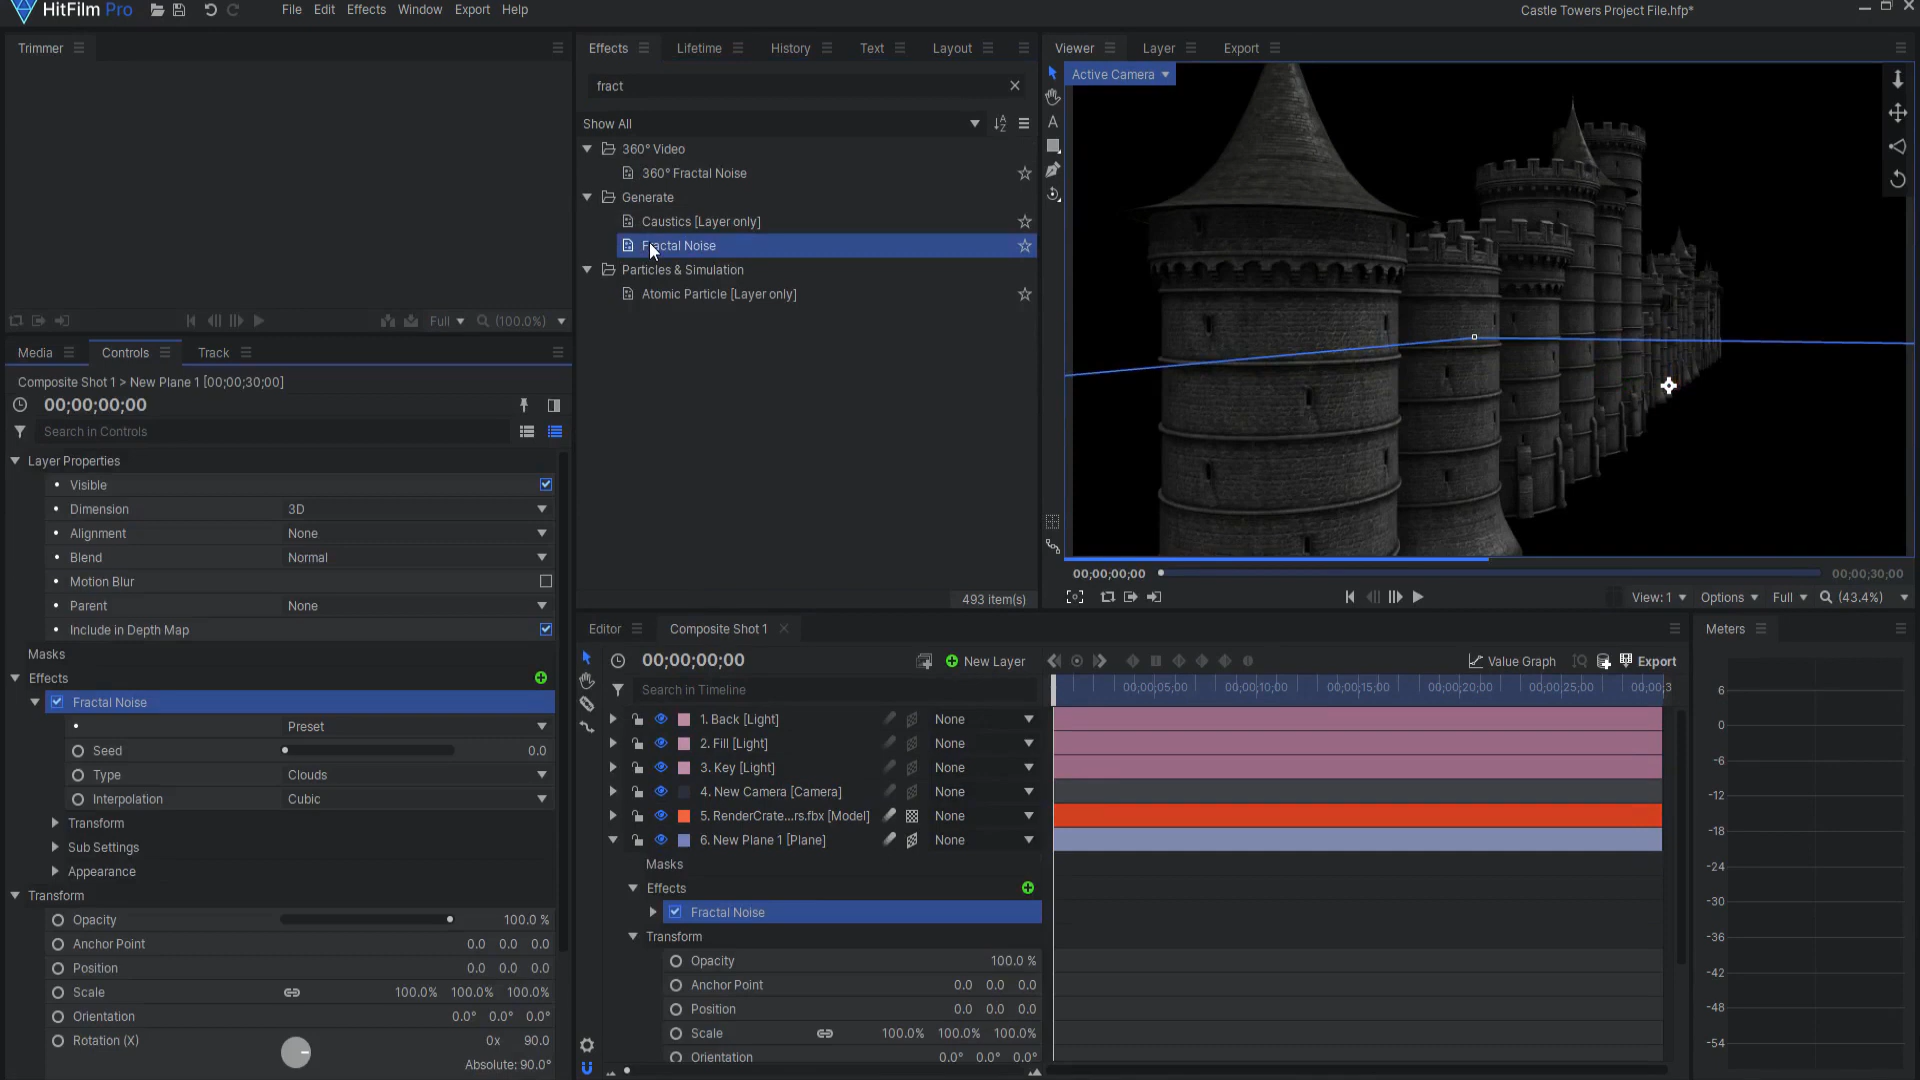 HitFilm Pro
File Edit Effects Window Export Help
Castle Towers Project File.hfp*
Trimmer
Full (100.0%)
Effects Lifetime History Text Layout
fract
Show All
360° Video
360° Fractal Noise
Generate
Caustics [Layer only]
Fractal Noise
Particles & Simulation
Atomic Particle [Layer only]
493 item(s)
Viewer Layer Export
Active Camera
00;00;00;00
00;00;30;00
View: 1 Options Full (43.4%)
Media Controls Track
Composite Shot 1 > New Plane 1 [00;00;30;00]
00;00;00;00
Search in Controls
Layer Properties
Visible
Dimension 3D
Alignment None
Blend Normal
Motion Blur
Parent None
Include in Depth Map
Masks
Effects
Fractal Noise
Preset
Seed 0.0
Type Clouds
Interpolation Cubic
Transform
Sub Settings
Appearance
Transform
Opacity 100.0 %
Anchor Point 0.0 0.0 0.0
Position 0.0 0.0 0.0
Scale 100.0% 100.0% 100.0%
Orientation 0.0° 0.0° 0.0°
Rotation (X) 0x 90.0
Absolute: 90.0°
Editor Composite Shot 1
00;00;00;00 New Layer
Value Graph Export
Search in Timeline
00;00;05;00 00;00;10;00 00;00;15;00 00;00;20;00 00;00;25;00 00;00;3
1. Back [Light] None
2. Fill [Light] None
3. Key [Light] None
4. New Camera [Camera] None
5. RenderCrate...rs.fbx [Model] None
6. New Plane 1 [Plane] None
Masks
Effects
Fractal Noise
Transform
Opacity 100.0 %
Anchor Point 0.0 0.0 0.0
Position 0.0 0.0 0.0
Scale 100.0% 100.0% 100.0%
Orientation 0.0° 0.0° 0.0°
Meters
6
0
-6
-12
-18
-24
-30
-36
-42
-48
-54